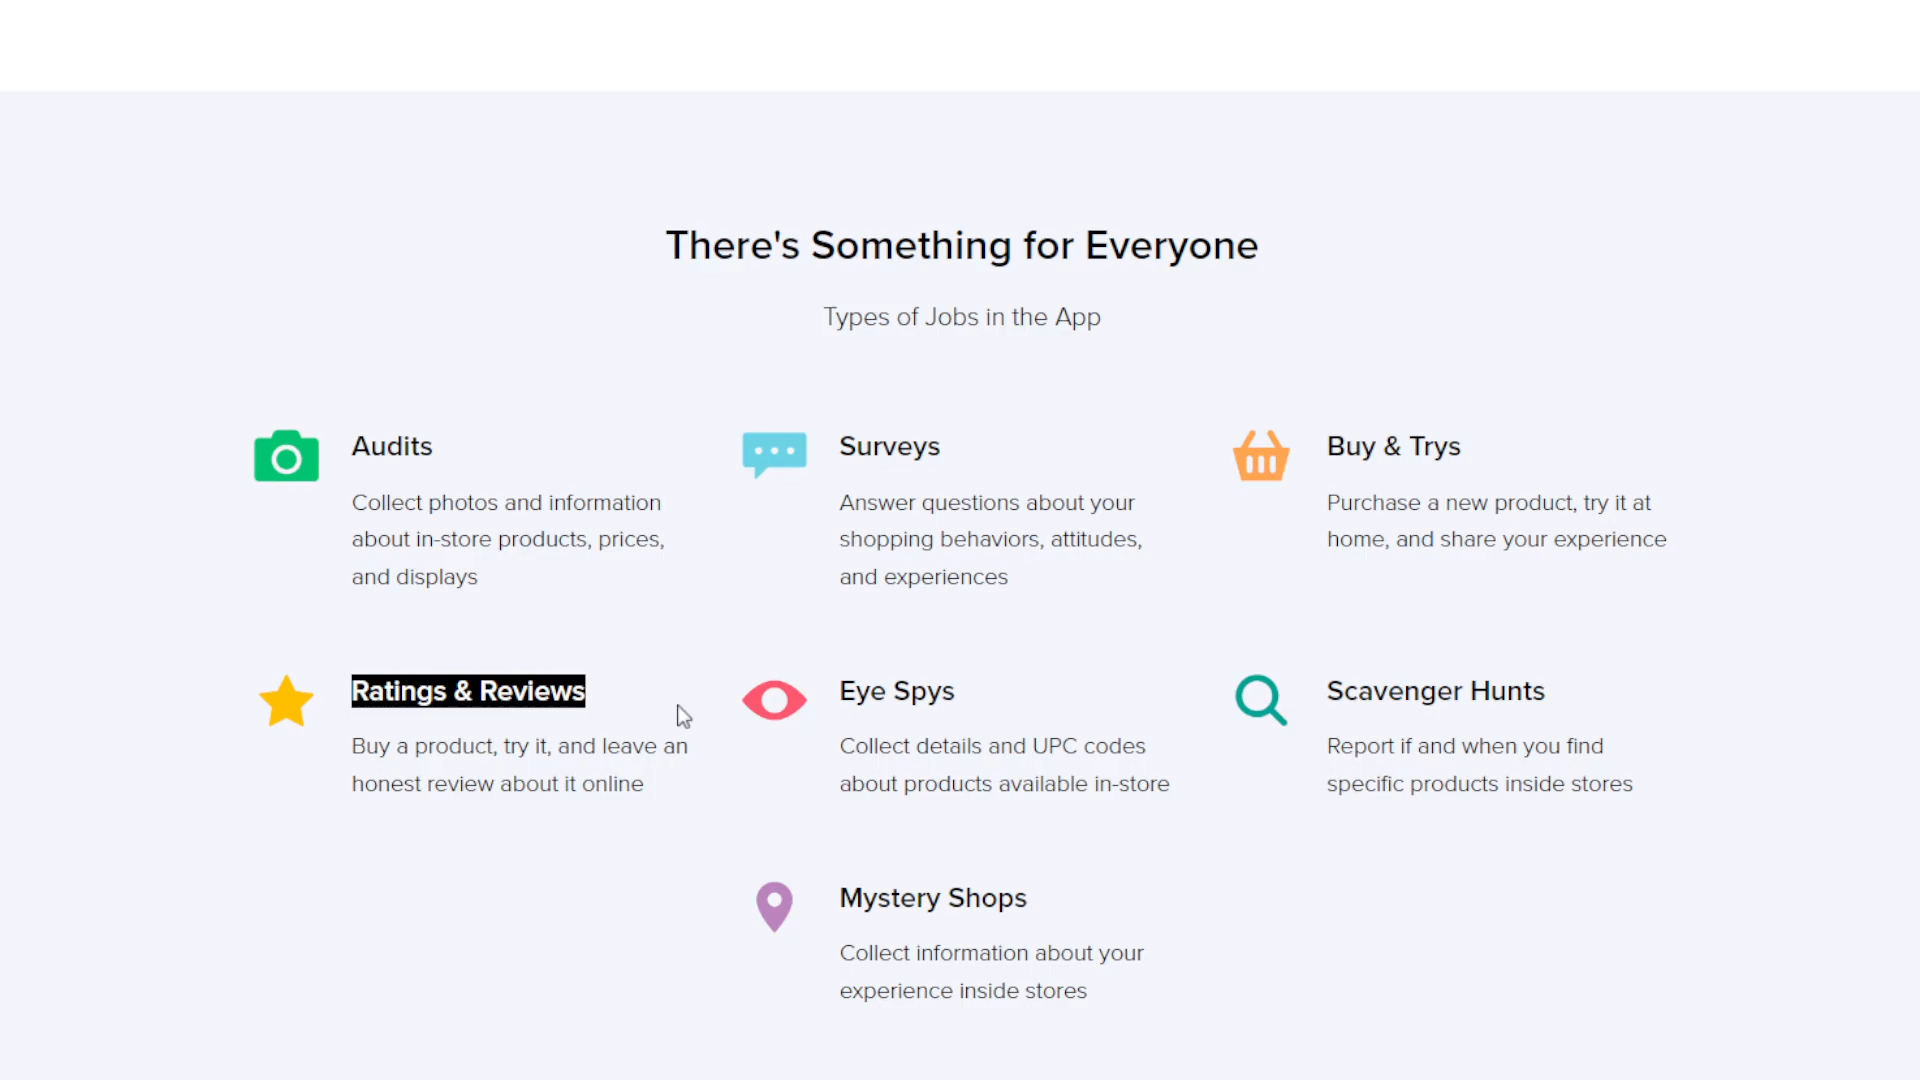 There's Something for Everyone
Types of Jobs in the App
Audits
Collect photos and information
about in-store products, prices,
and displays
Surveys
Answer questions about your
shopping behaviors, attitudes,
and experiences
Buy & Trys
Purchase a new product, try it at
home, and share your experience
Ratings & Reviews
Buy a product, try it, and leave an
honest review about it online
Eye Spys
Collect details and UPC codes
about products available in-store
Scavenger Hunts
Report if and when you find
specific products inside stores
Mystery Shops
Collect information about your
experience inside stores